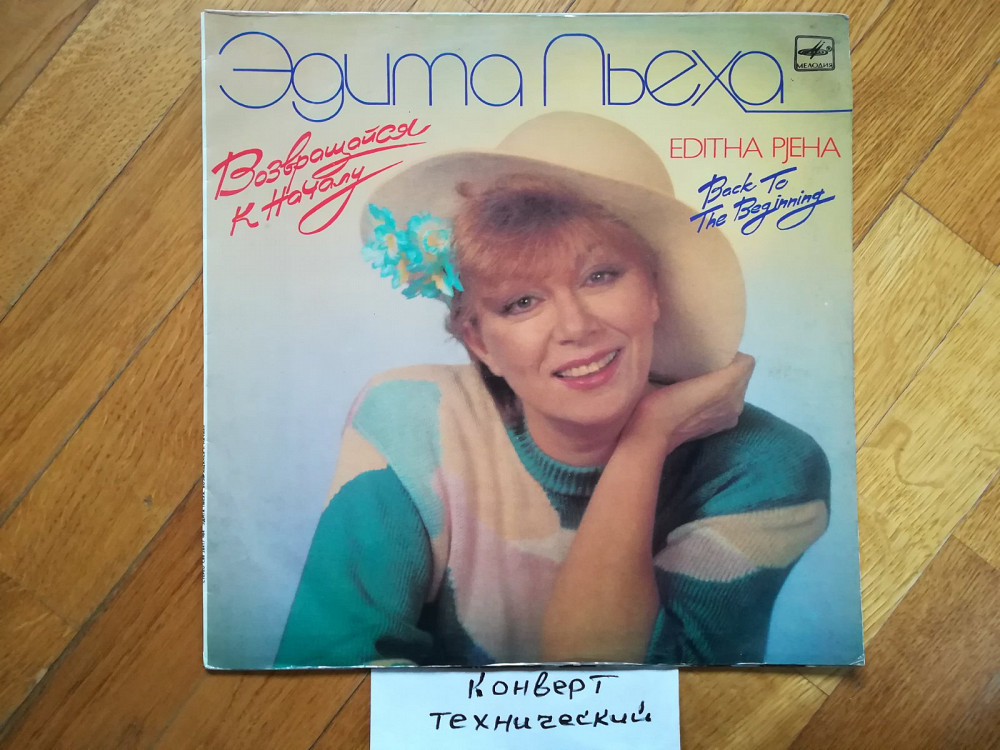 Эдита Пьеха
МЕЛОДИЯ
EDITHA PJEHA
Возвращайся
к Началу
Back To
The Beginning
конверт
технический